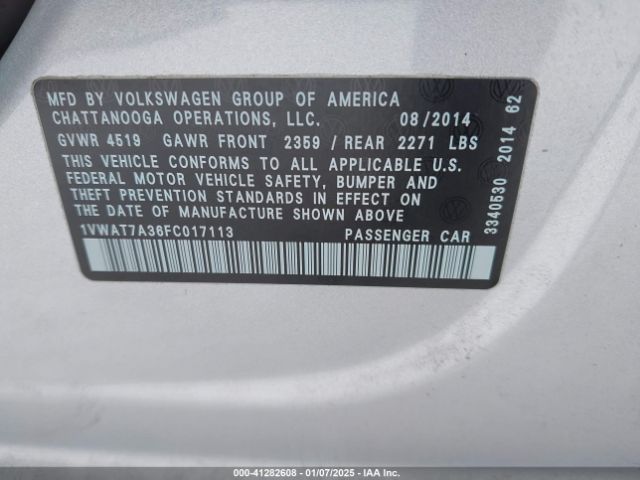 MFD BY VOLKSWAGEN GROUP OF AMERICA
CHATTANOOGA OPERATIONS, LLC. 08/2014
GVWR 4519 GAWR FRONT 2359 / REAR 2271 LBS
THIS VEHICLE CONFORMS TO ALL APPLICABLE U.S.
FEDERAL MOTOR VEHICLE SAFETY, BUMPER AND
THEFT PREVENTION STANDARDS IN EFFECT ON
THE DATE OF MANUFACTURE SHOWN ABOVE
1VWAT7A36FC017113 PASSENGER CAR
3340530 2014 62
000-41282608 - 01/07/2025 - IAA Inc.